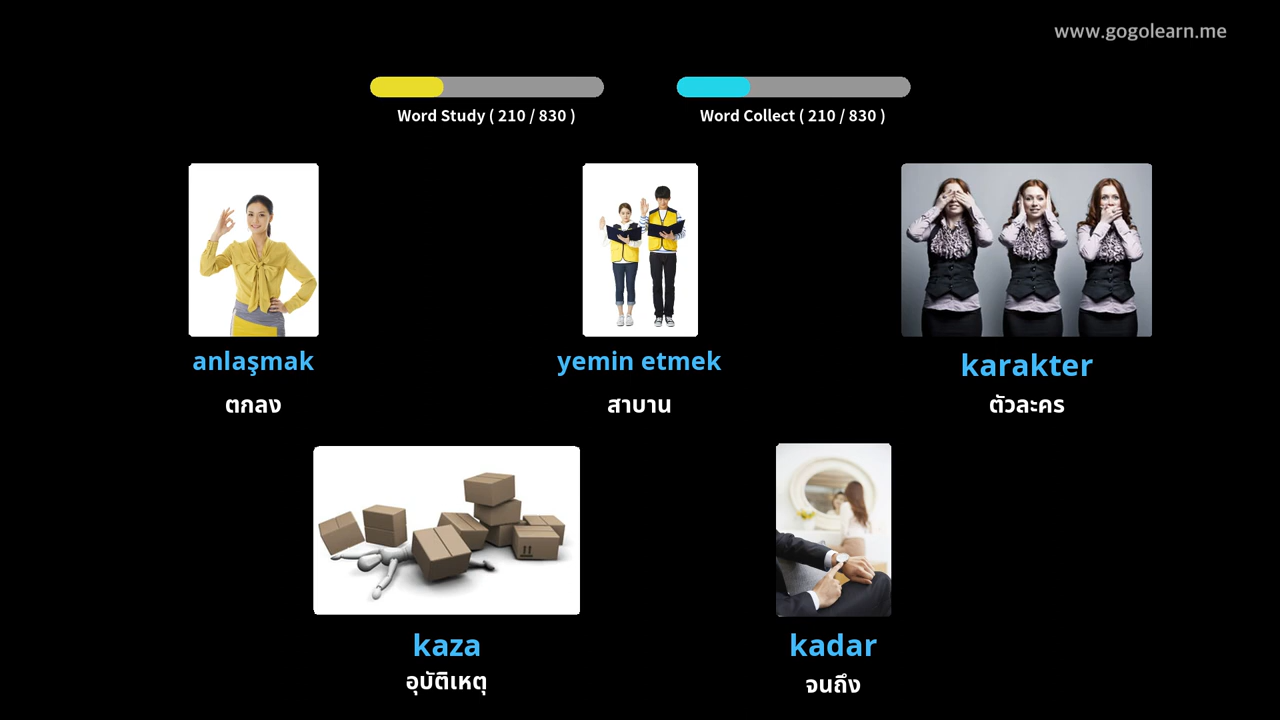 www.gogolearn.me
Word Study ( 210 / 830 )
Word Collect ( 210 / 830 )
anlaşmak
ตกลง
yemin etmek
สาบาน
karakter
ตัวละคร
kaza
อุบัติเหตุ
kadar
จนถึง